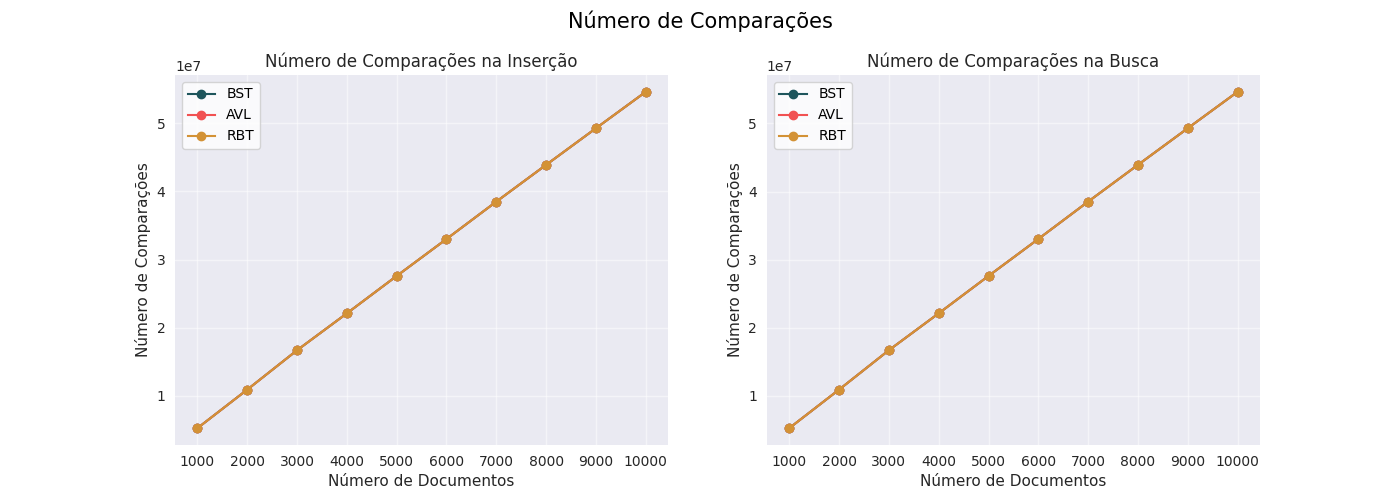 Número de Comparações
Número de Comparações na Inserção
1e7
BST
AVL
RBT
5
4
3
2
1
Número de Comparações
1000 2000 3000 4000 5000 6000 7000 8000 9000 10000
Número de Documentos
Número de Comparações na Busca
1e7
BST
AVL
RBT
5
4
3
2
1
Número de Comparações
1000 2000 3000 4000 5000 6000 7000 8000 9000 10000
Número de Documentos